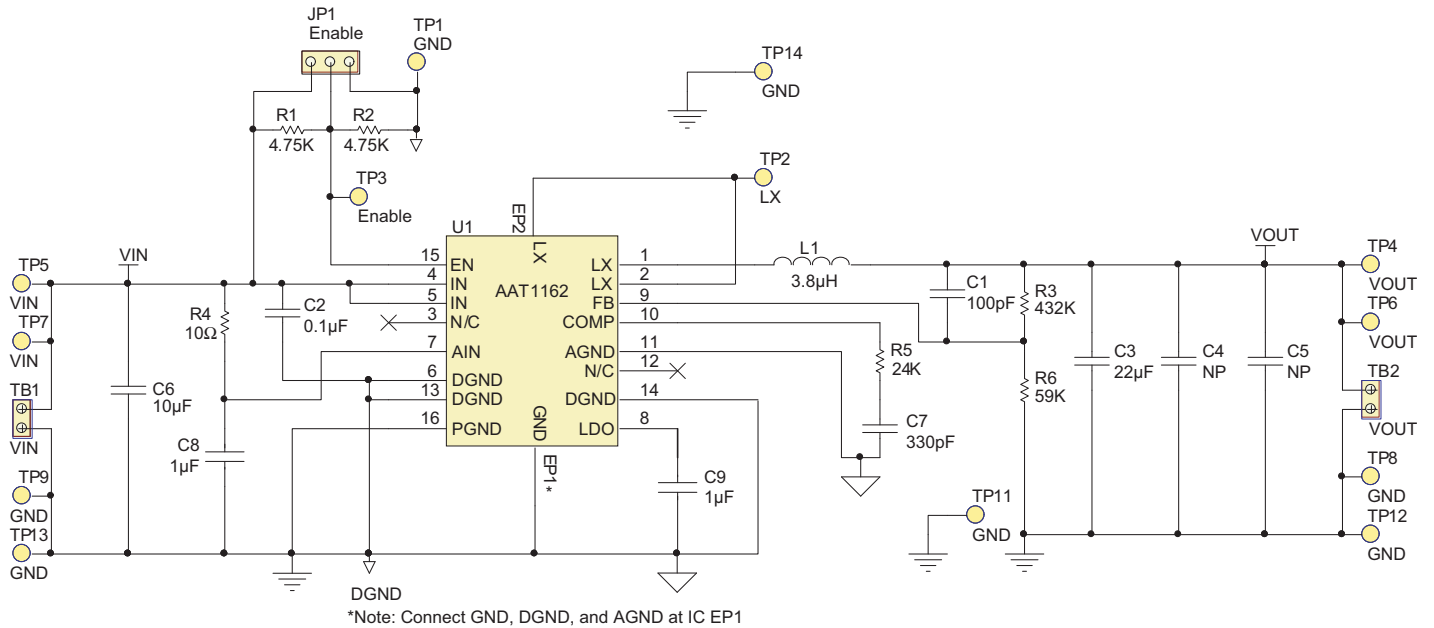 JP1
Enable
TP1
GND
TP14
GND
R1
4.75K
R2
4.75K
TP3
Enable
TP2
LX
EP2
U1
LX
AAT1162
15 EN
4 IN
5 IN
3 N/C
7 AIN
6 DGND
13 DGND
16 PGND
LX 1
LX 2
FB 9
COMP 10
AGND 11
N/C 12
DGND 14
LDO 8
GND
EP1*
TP5
VIN
VIN
TP7
VIN
TB1
VIN
TP9
GND
TP13
GND
R4
10Ω
C2
0.1µF
C6
10µF
C8
1µF
L1
3.8µH
C1
100pF
R3
432K
R5
24K
R6
59K
C7
330pF
C9
1µF
C3
22µF
C4
NP
C5
NP
VOUT
TP4
VOUT
TP6
VOUT
TB2
VOUT
TP8
GND
TP12
GND
TP11
GND
DGND
*Note: Connect GND, DGND, and AGND at IC EP1